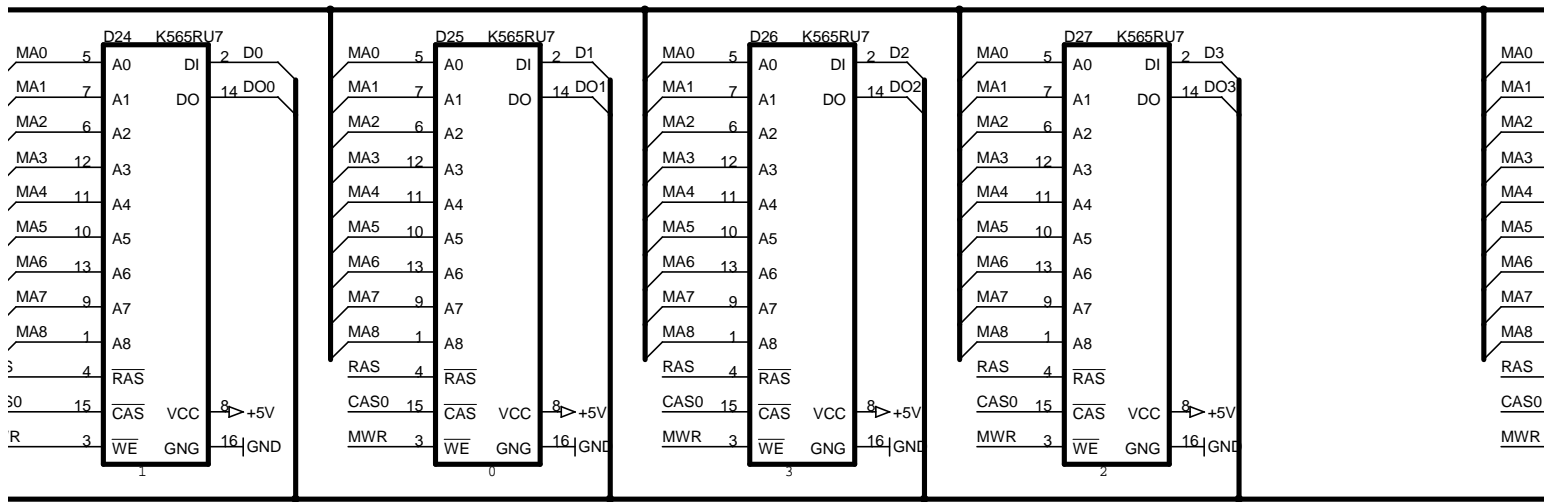 D24 K565RU7 D25 K565RU7 D26 K565RU7 D27 K565RU7
MA0 5 A0 DI 2 D0 MA0 5 A0 DI 2 D1 MA0 5 A0 DI 2 D2 MA0 5 A0 DI 2 D3 MA0
MA1 7 A1 DO 14 DO0 MA1 7 A1 DO 14 DO1 MA1 7 A1 DO 14 DO2 MA1 7 A1 DO 14 DO3 MA1
MA2 6 A2 MA2 6 A2 MA2 6 A2 MA2 6 A2 MA2
MA3 12 A3 MA3 12 A3 MA3 12 A3 MA3 12 A3 MA3
MA4 11 A4 MA4 11 A4 MA4 11 A4 MA4 11 A4 MA4
MA5 10 A5 MA5 10 A5 MA5 10 A5 MA5 10 A5 MA5
MA6 13 A6 MA6 13 A6 MA6 13 A6 MA6 13 A6 MA6
MA7 9 A7 MA7 9 A7 MA7 9 A7 MA7 9 A7 MA7
MA8 1 A8 MA8 1 A8 MA8 1 A8 MA8 1 A8 MA8
4 RAS RAS 4 RAS RAS 4 RAS RAS 4 RAS RAS
15 CAS VCC 8 +5V CAS0 15 CAS VCC 8 +5V CAS0 15 CAS VCC 8 +5V CAS0 15 CAS VCC 8 +5V CAS0
3 WE GNG 16 GND MWR 3 WE GNG 16 GND MWR 3 WE GNG 16 GND MWR 3 WE GNG 16 GND MWR
1 0 3 2